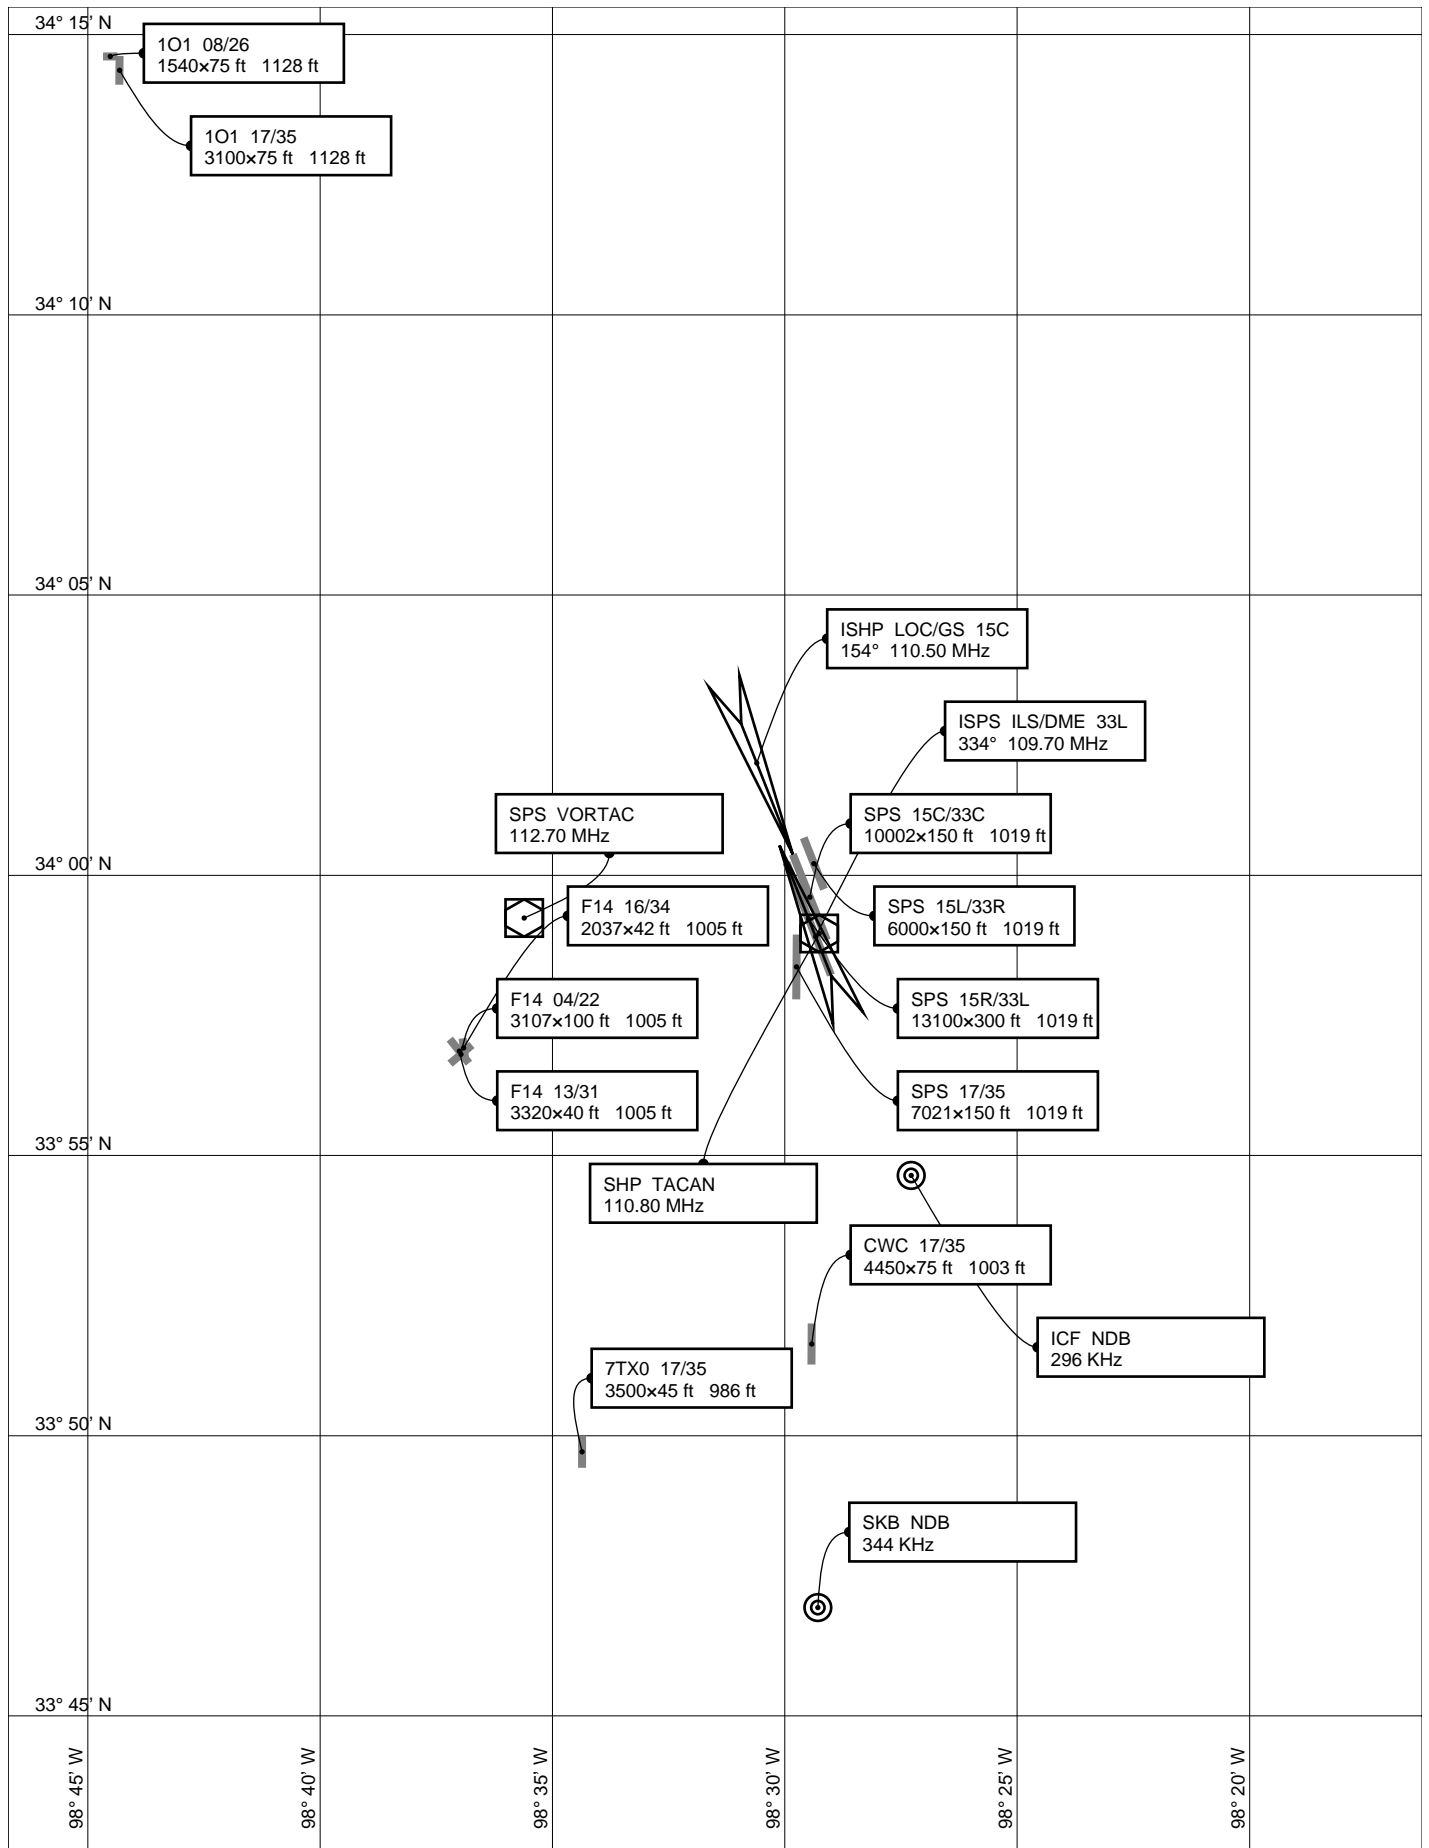 34° 15' N
1O1 08/26
1540×75 ft 1128 ft
1O1 17/35
3100×75 ft 1128 ft
34° 10' N
34° 05' N
ISHP LOC/GS 15C
154° 110.50 MHz
ISPS ILS/DME 33L
334° 109.70 MHz
SPS VORTAC
112.70 MHz
SPS 15C/33C
10002×150 ft 1019 ft
34° 00' N
F14 16/34
2037×42 ft 1005 ft
SPS 15L/33R
6000×150 ft 1019 ft
F14 04/22
3107×100 ft 1005 ft
SPS 15R/33L
13100×300 ft 1019 ft
F14 13/31
3320×40 ft 1005 ft
SPS 17/35
7021×150 ft 1019 ft
33° 55' N
SHP TACAN
110.80 MHz
CWC 17/35
4450×75 ft 1003 ft
ICF NDB
296 KHz
7TX0 17/35
3500×45 ft 986 ft
33° 50' N
SKB NDB
344 KHz
33° 45' N
98° 45' W
98° 40' W
98° 35' W
98° 30' W
98° 25' W
98° 20' W